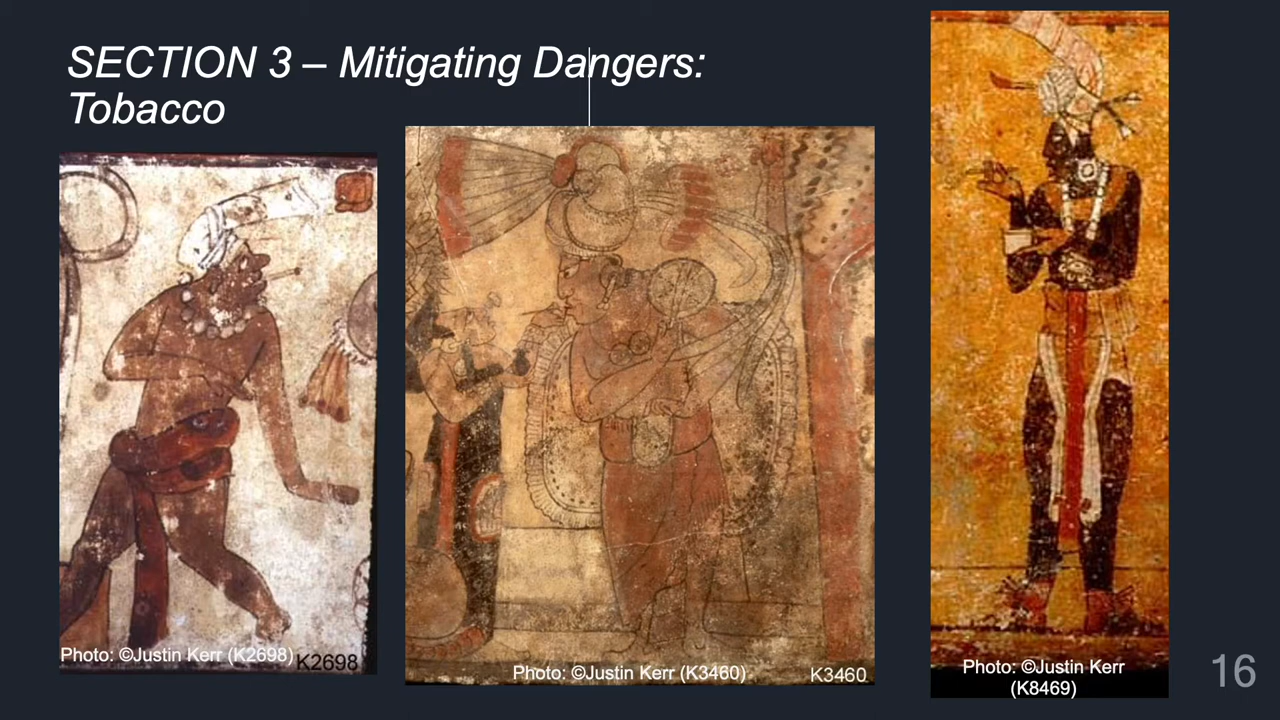 SECTION 3 – Mitigating Dangers:
Tobacco
Photo: ©Justin Kerr (K2698)
K2698
Photo: ©Justin Kerr (K3460)
K3460
Photo: ©Justin Kerr
(K8469)
16